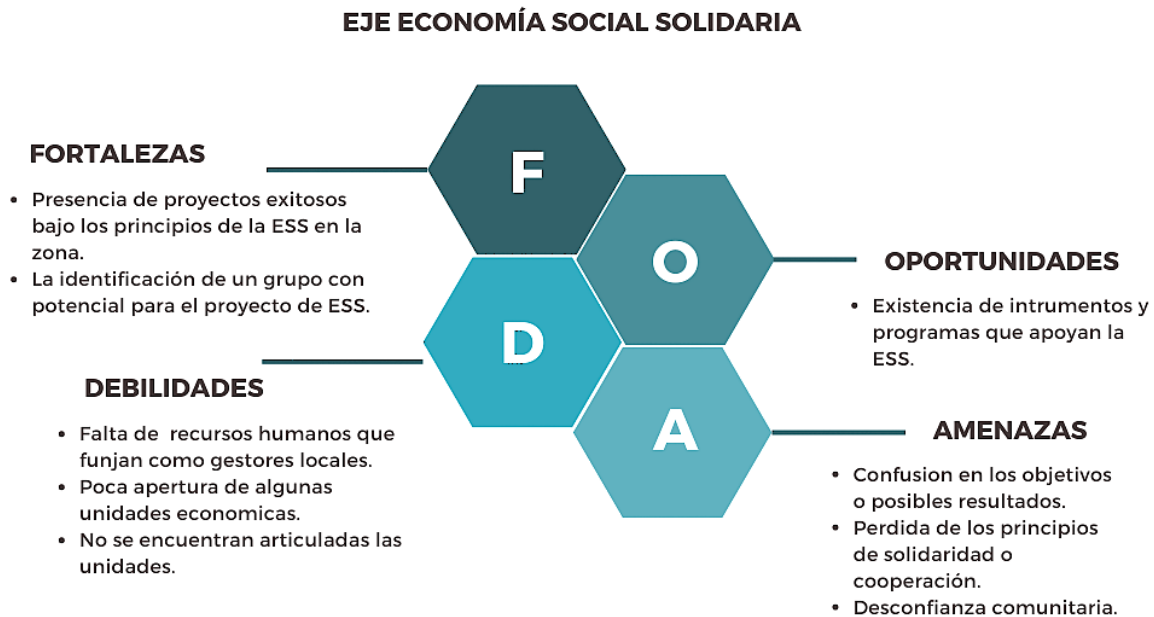 EJE ECONOMÍA SOCIAL SOLIDARIA
F
O
D
A
FORTALEZAS
• Presencia de proyectos exitosos
bajo los principios de la ESS en la
zona.
• La identificación de un grupo con
potencial para el proyecto de ESS.
OPORTUNIDADES
• Existencia de intrumentos y
programas que apoyan la
ESS.
DEBILIDADES
• Falta de recursos humanos que
funjan como gestores locales.
• Poca apertura de algunas
unidades economicas.
• No se encuentran articuladas las
unidades.
AMENAZAS
• Confusion en los objetivos
o posibles resultados.
• Perdida de los principios
de solidaridad o
cooperación.
• Desconfianza comunitaria.